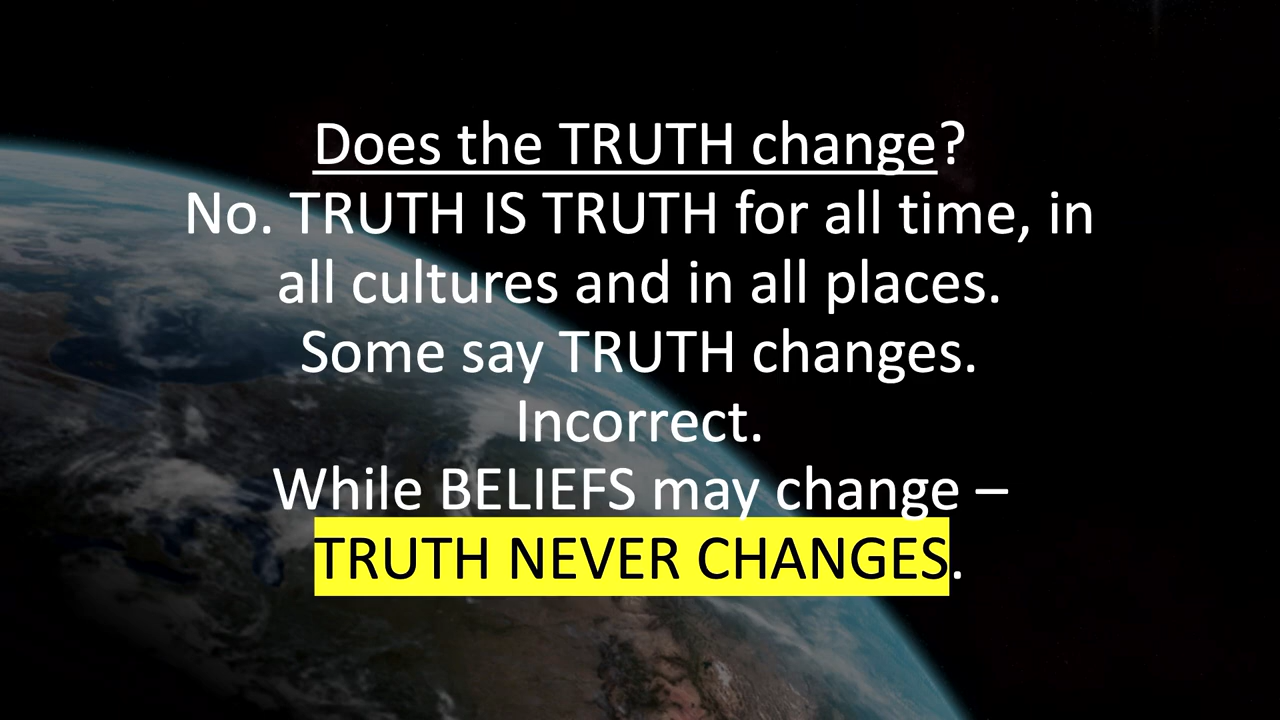 Does the TRUTH change?
No. TRUTH IS TRUTH for all time, in
all cultures and in all places.
Some say TRUTH changes.
Incorrect.
While BELIEFS may change –
TRUTH NEVER CHANGES.